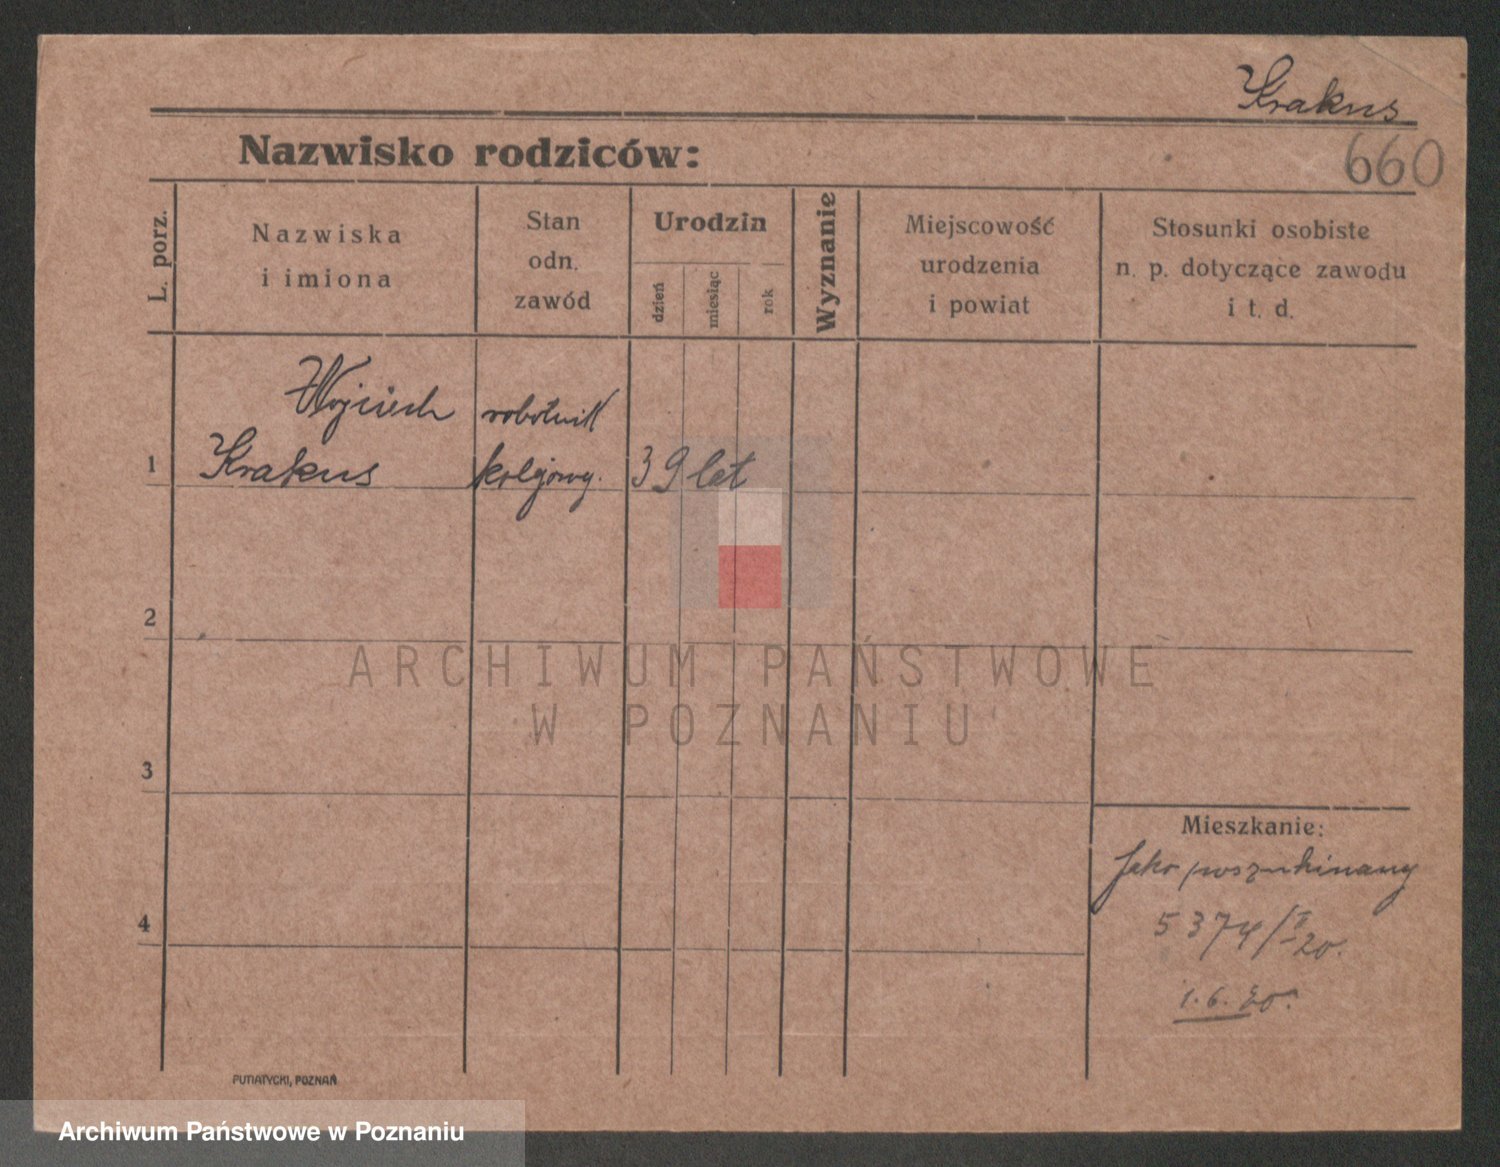 Krakus
660
Nazwisko rodziców:
L. porz.
Nazwiska
i imiona
Stan
odn.
zawód
Urodzin
dzień
miesiąc
rok
Wyznanie
Miejscowość
urodzenia
i powiat
Stosunki osobiste
n. p. dotyczące zawodu
i t. d.
Wojciech
Krakus
robotnik
kolejowy.
39 lat
1
2
3
4
Mieszkanie:
Jako poszukiwany
5374/I-20.
1.6.20.
PUTIATYCKI, POZNAŃ
ARCHIWUM PAŃSTWOWE
W POZNANIU
Archiwum Państwowe w Poznaniu